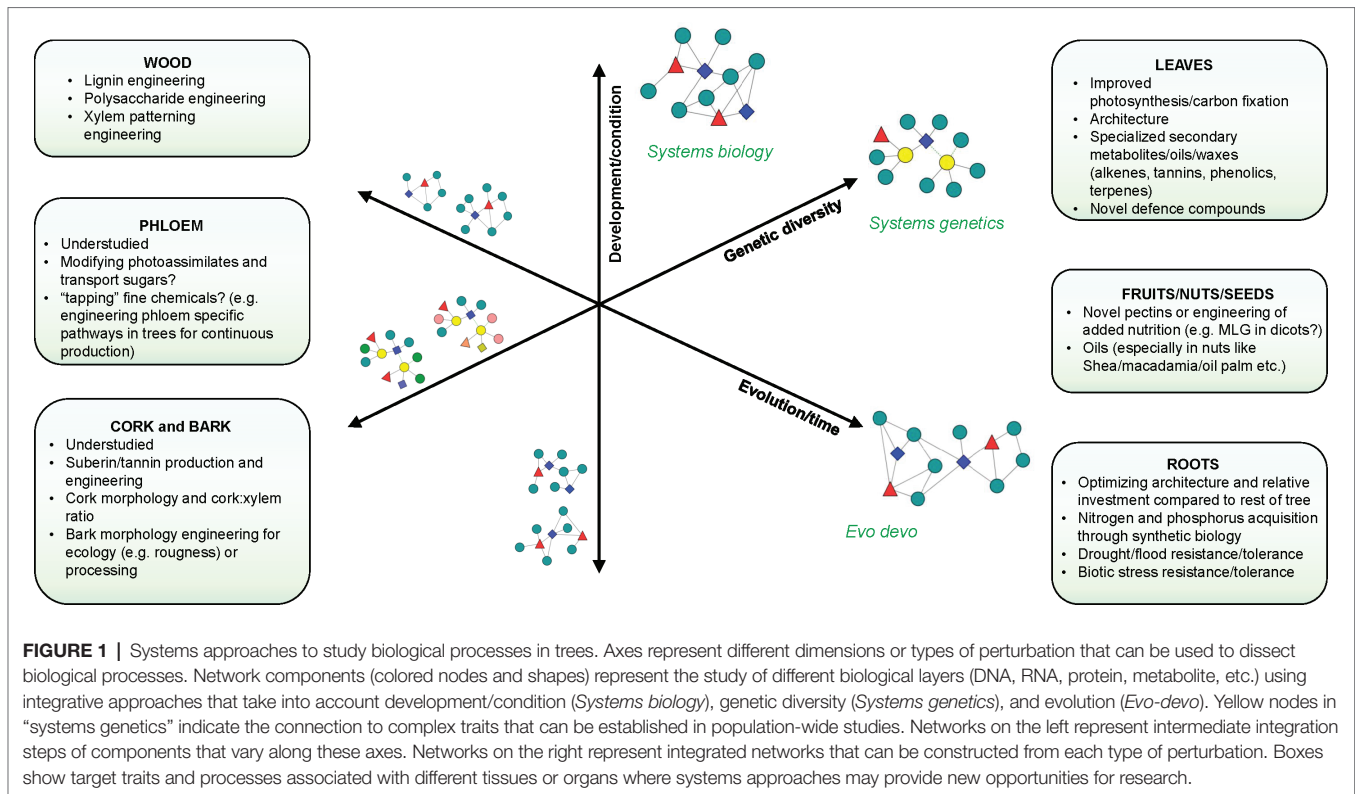 WOOD
• Lignin engineering
• Polysaccharide engineering
• Xylem patterning
engineering
PHLOEM
• Understudied
• Modifying photoassimilates and
transport sugars?
• “tapping” fine chemicals? (e.g.
engineering phloem specific
pathways in trees for continuous
production)
CORK and BARK
• Understudied
• Suberin/tannin production and
engineering
• Cork morphology and cork:xylem
ratio
• Bark morphology engineering for
ecology (e.g. rougness) or
processing
Development/condition
Systems biology
Genetic diversity
Systems genetics
Evolution/time
Evo devo
LEAVES
• Improved
photosynthesis/carbon fixation
• Architecture
• Specialized secondary
metabolites/oils/waxes
(alkenes, tannins, phenolics,
terpenes)
• Novel defence compounds
FRUITS/NUTS/SEEDS
• Novel pectins or engineering of
added nutrition (e.g. MLG in dicots?)
• Oils (especially in nuts like
Shea/macadamia/oil palm etc.)
ROOTS
• Optimizing architecture and relative
investment compared to rest of tree
• Nitrogen and phosphorus acquisition
through synthetic biology
• Drought/flood resistance/tolerance
• Biotic stress resistance/tolerance
FIGURE 1 | Systems approaches to study biological processes in trees. Axes represent different dimensions or types of perturbation that can be used to dissect
biological processes. Network components (colored nodes and shapes) represent the study of different biological layers (DNA, RNA, protein, metabolite, etc.) using
integrative approaches that take into account development/condition (Systems biology), genetic diversity (Systems genetics), and evolution (Evo-devo). Yellow nodes in
“systems genetics” indicate the connection to complex traits that can be established in population-wide studies. Networks on the left represent intermediate integration
steps of components that vary along these axes. Networks on the right represent integrated networks that can be constructed from each type of perturbation. Boxes
show target traits and processes associated with different tissues or organs where systems approaches may provide new opportunities for research.